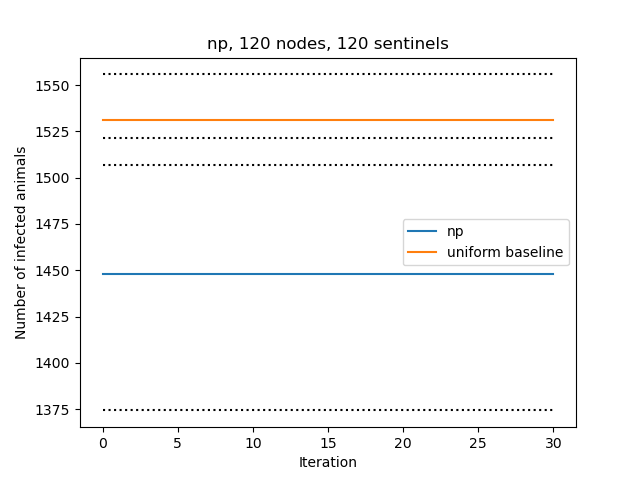 np, 120 nodes, 120 sentinels
Number of infected animals
1550
1525
1500
1475
1450
1425
1400
1375
np
uniform baseline
0 5 10 15 20 25 30
Iteration